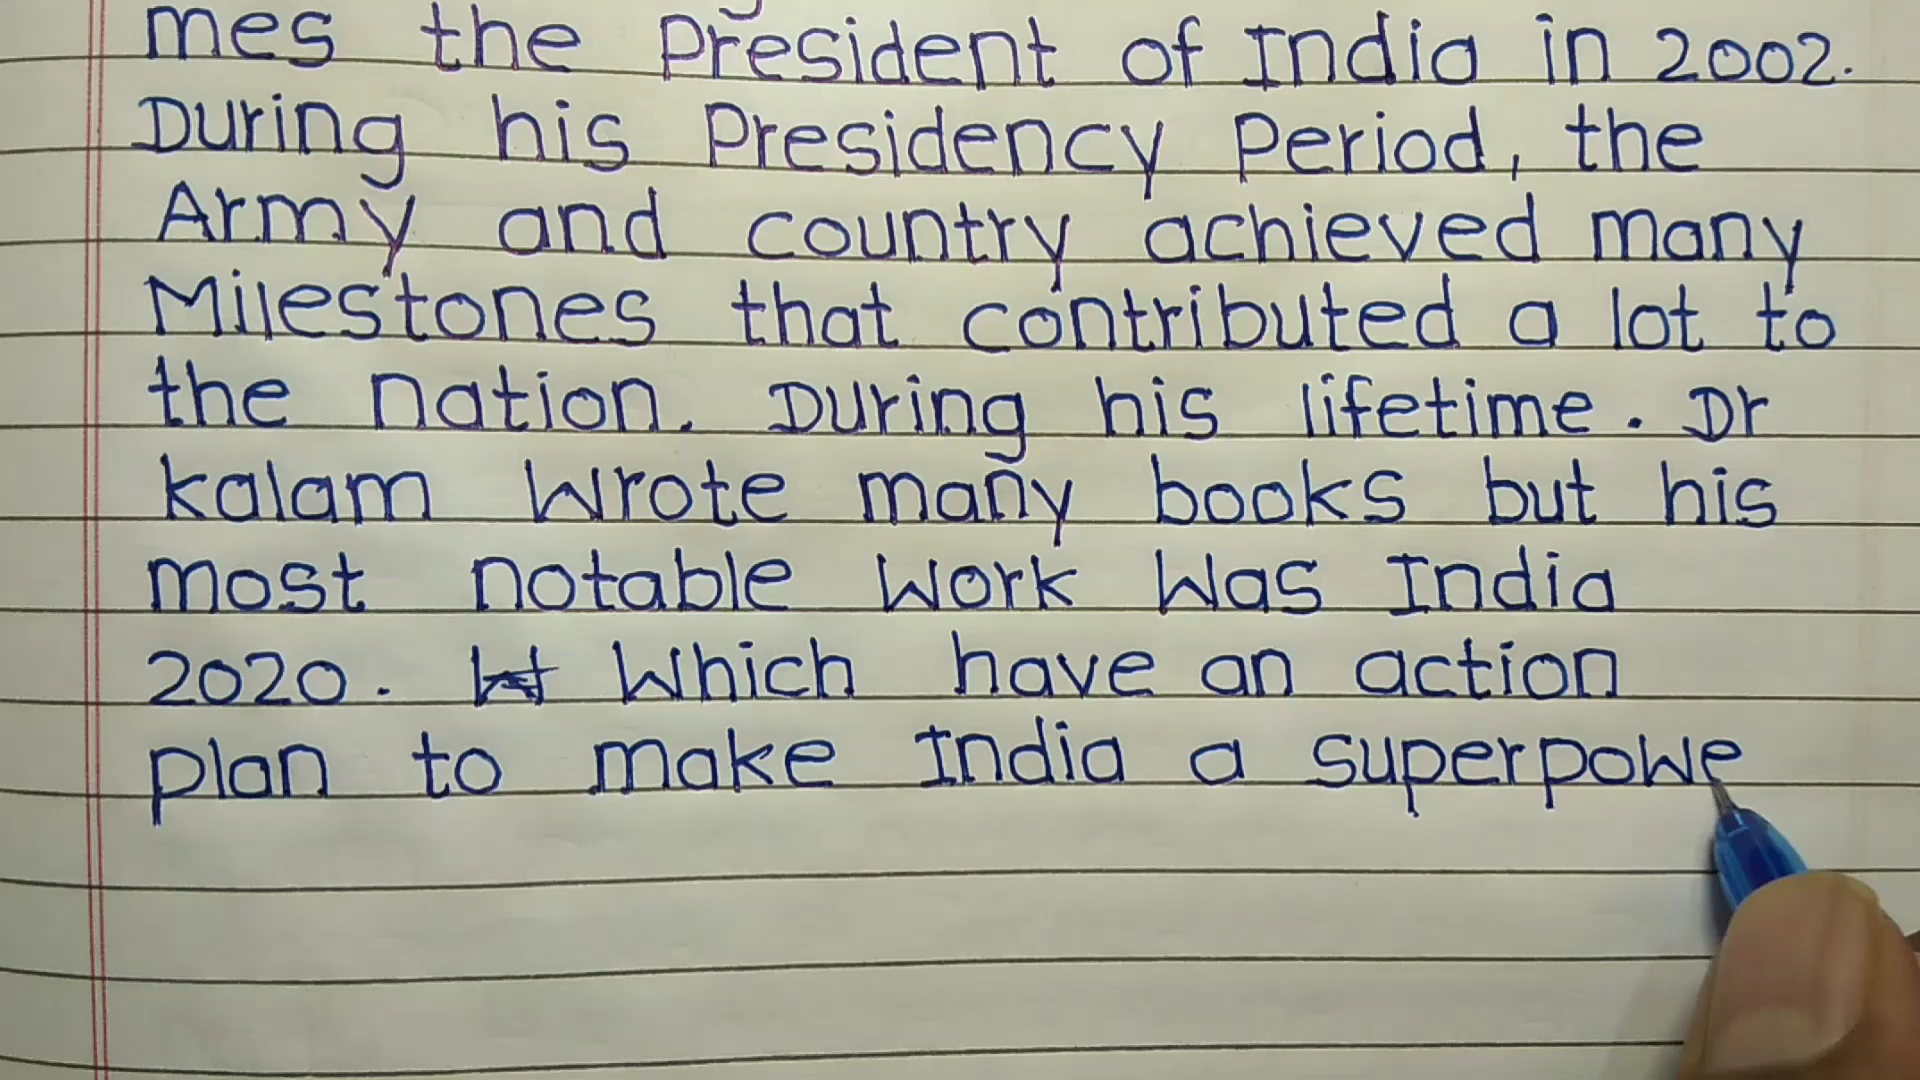 mes the President of India in 2002.
During his Presidency Period, the
Army and country achieved many
Milestones that contributed a lot to
the nation. During his lifetime. Dr
kalam wrote many books but his
most notable work was India
2020. Which have an action
plan to make India a superpowe